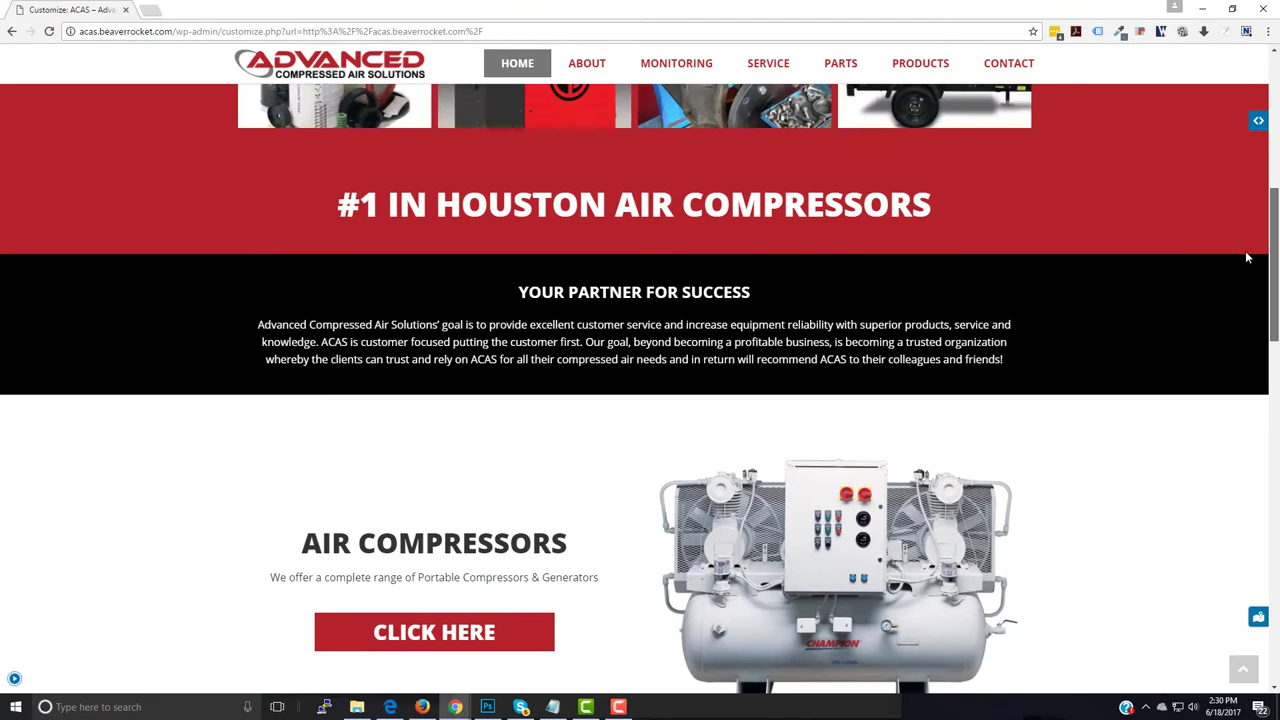 Customize: ACAS – Advan
acas.beaverrocket.com/wp-admin/customize.php?url=http%3A%2F%2Facas.beaverrocket.com%2F
ADVANCED
COMPRESSED AIR SOLUTIONS
HOME ABOUT MONITORING SERVICE PARTS PRODUCTS CONTACT
#1 IN HOUSTON AIR COMPRESSORS
YOUR PARTNER FOR SUCCESS
Advanced Compressed Air Solutions' goal is to provide excellent customer service and increase equipment reliability with superior products, service and
knowledge. ACAS is customer focused putting the customer first. Our goal, beyond becoming a profitable business, is becoming a trusted organization
whereby the clients can trust and rely on ACAS for all their compressed air needs and in return will recommend ACAS to their colleagues and friends!
AIR COMPRESSORS
We offer a complete range of Portable Compressors & Generators
CLICK HERE
CHAMPION
Type here to search
2:30 PM
6/18/2017
22